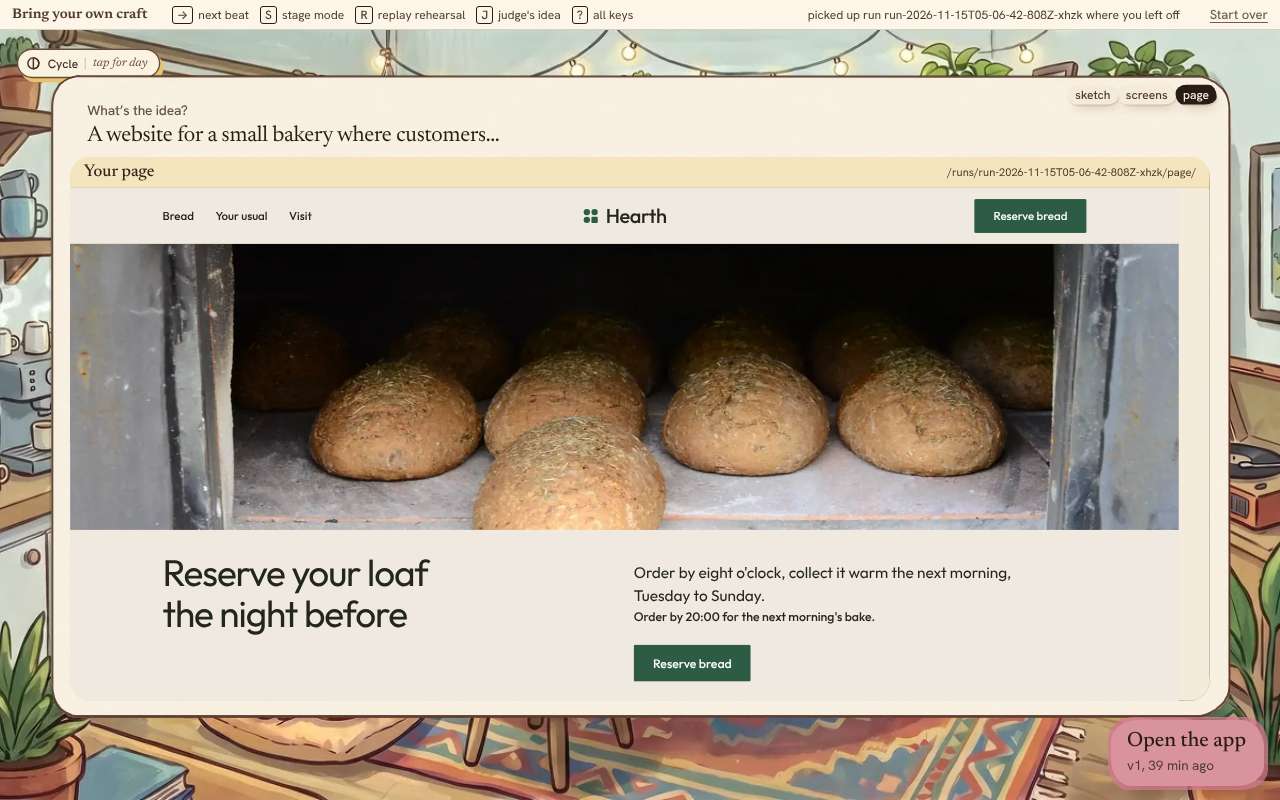 Bring your own craft
→ next beat
S stage mode
R replay rehearsal
J judge's idea
? all keys
picked up run run-2026-11-15T05-06-42-808Z-xhzk where you left off
Start over
Cycle | tap for day
sketch
screens
page
What's the idea?
A website for a small bakery where customers...
Your page
/runs/run-2026-11-15T05-06-42-808Z-xhzk/page/
Bread
Your usual
Visit
Hearth
Reserve bread
Reserve your loaf
the night before
Order by eight o'clock, collect it warm the next morning,
Tuesday to Sunday.
Order by 20:00 for the next morning's bake.
Reserve bread
Open the app
v1, 39 min ago